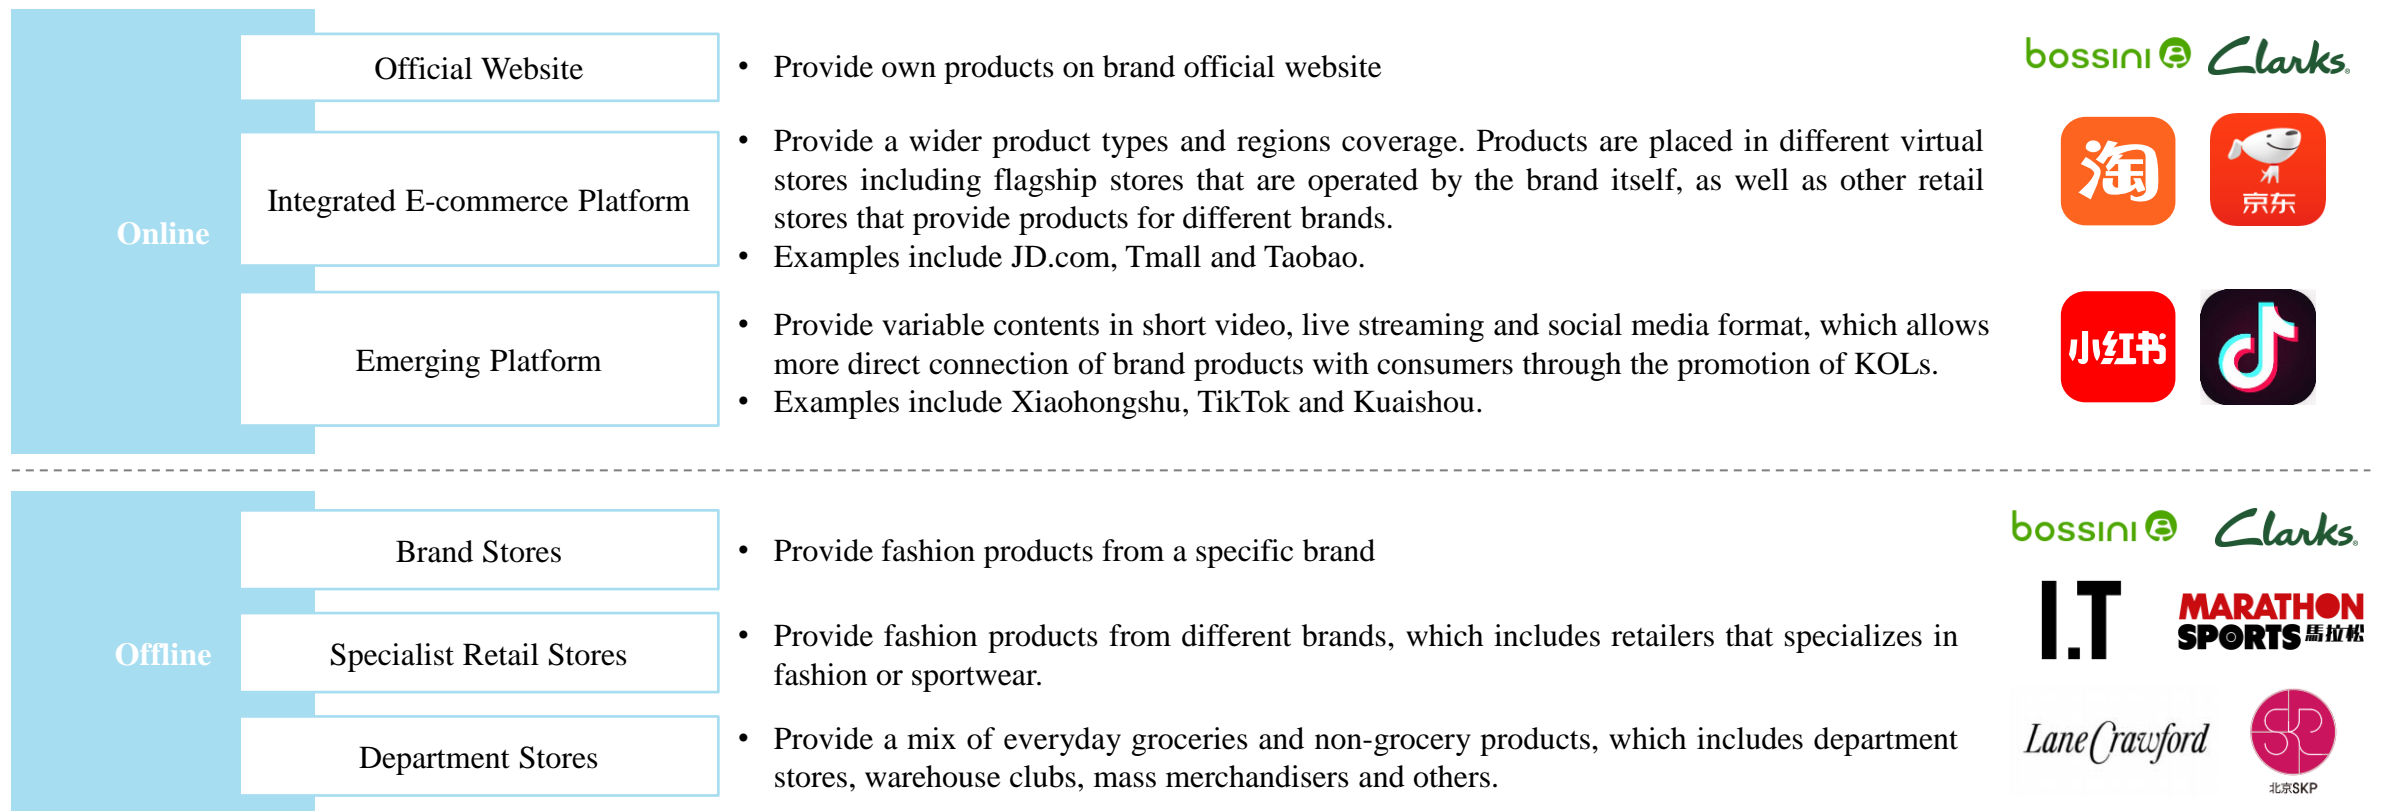 Online
Official Website
• Provide own products on brand official website
bossini Clarks
Integrated E-commerce Platform
• Provide a wider product types and regions coverage. Products are placed in different virtual
stores including flagship stores that are operated by the brand itself, as well as other retail
stores that provide products for different brands.
• Examples include JD.com, Tmall and Taobao.
淘
京东
Emerging Platform
• Provide variable contents in short video, live streaming and social media format, which allows
more direct connection of brand products with consumers through the promotion of KOLs.
• Examples include Xiaohongshu, TikTok and Kuaishou.
小红书
Offline
Brand Stores
• Provide fashion products from a specific brand
bossini Clarks
Specialist Retail Stores
• Provide fashion products from different brands, which includes retailers that specializes in
fashion or sportwear.
I.T
MARATHON
SPORTS 馬拉松
Department Stores
• Provide a mix of everyday groceries and non-grocery products, which includes department
stores, warehouse clubs, mass merchandisers and others.
Lane Crawford
SKP
北京SKP